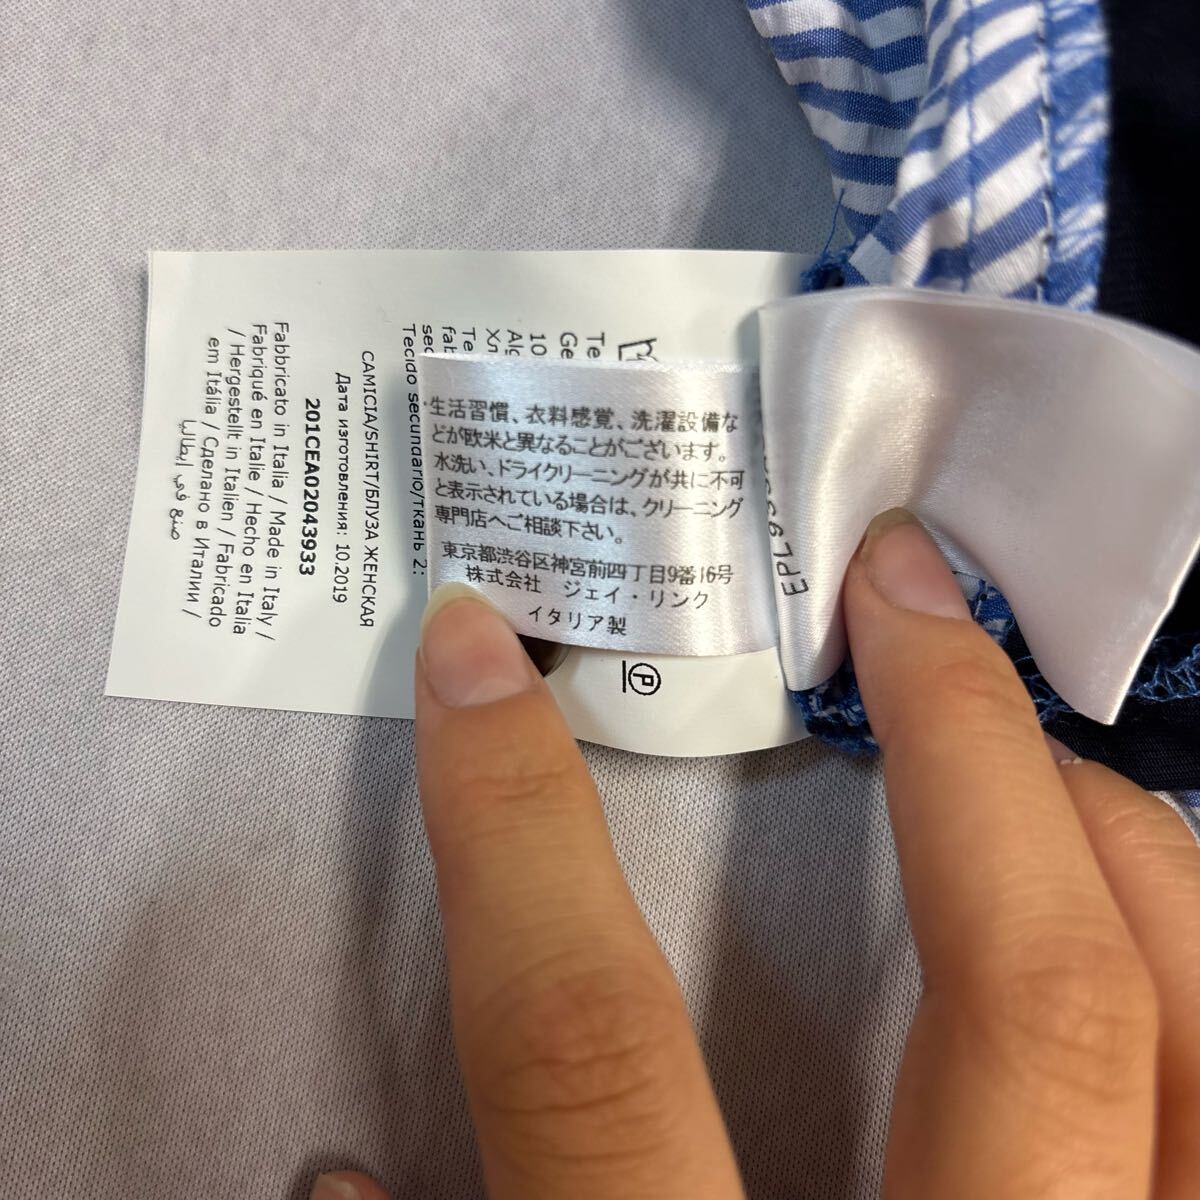 ・生活習慣、衣料感覚、洗濯設備な
どが欧米と異なることがございます。
水洗い、ドライクリーニングが共に不可
と表示されている場合は、クリーニング
専門店へご相談下さい。
東京都渋谷区神宮前四丁目9番16号
株式会社 ジェイ・リンク
イタリア製
P
Tecido secundario/ткань 2:
CAMICIA/SHIRT/БЛУЗА ЖЕНСКАЯ
Дата изготовления: 10.2019
201CEA02043933
Fabbricato in Italia / Made in Italy /
Fabriqué en Italie / Hecho en Italia
/ Hergestellt in Italien / Fabricado
em Itália / Сделано в Италии /
صنع في إيطاليا